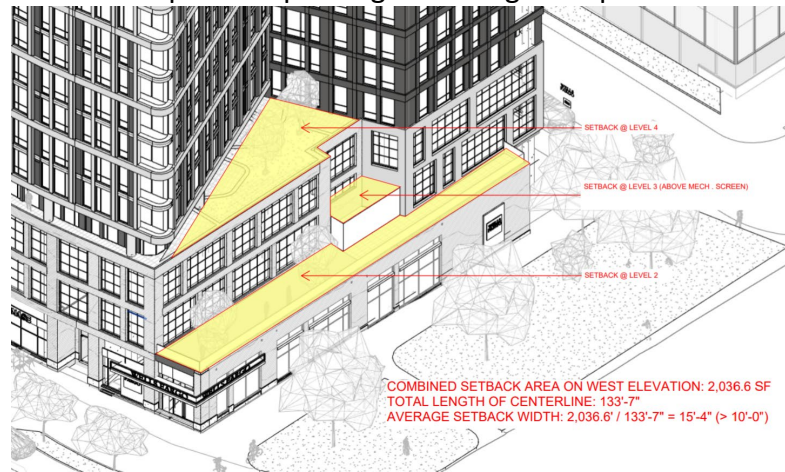 SETBACK @ LEVEL 4
SETBACK @ LEVEL 3 (ABOVE MECH . SCREEN)
SETBACK @ LEVEL 2
COMBINED SETBACK AREA ON WEST ELEVATION: 2,036.6 SF
TOTAL LENGTH OF CENTERLINE: 133'-7"
AVERAGE SETBACK WIDTH: 2,036.6' / 133'-7" = 15'-4" (> 10'-0")